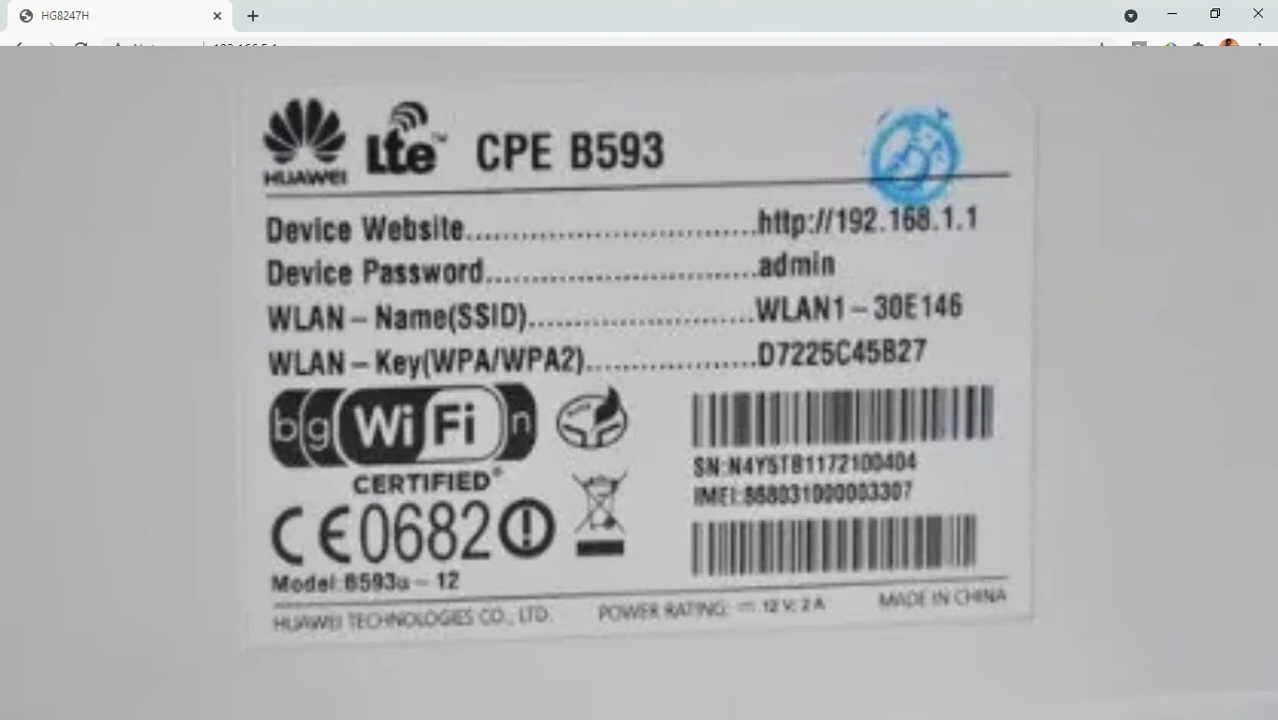 HG8247H
HUAWEI LTE™ CPE B593
Device Website..............................http://192.168.1.1
Device Password............................admin
WLAN – Name(SSID).......................WLAN1 – 30E146
WLAN – Key(WPA/WPA2).................D7225C45B27
bg WiFi n
CERTIFIED®
SN:N4Y5TB1172100404
IMEI:868031000003307
CE0682
Model:B593u – 12
HUAWEI TECHNOLOGIES CO., LTD. POWER RATING: 12 V; 2 A MADE IN CHINA